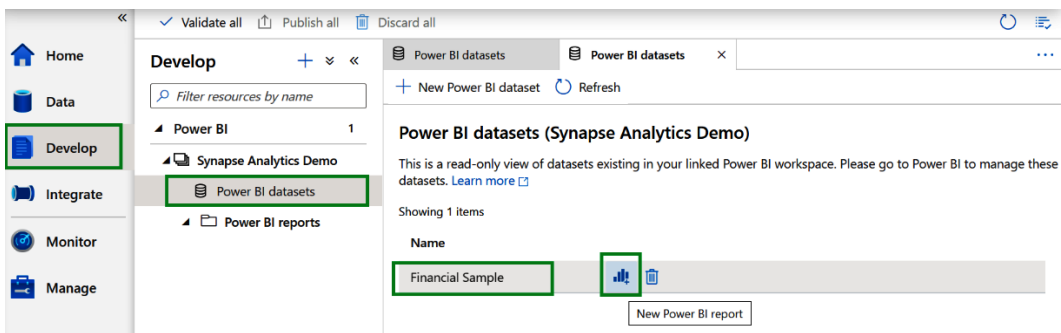 «
Validate all
Publish all
Discard all
Home
Data
Develop
Integrate
Monitor
Manage
Develop
+
«
Filter resources by name
Power BI 1
Synapse Analytics Demo
Power BI datasets
Power BI reports
Power BI datasets
Power BI datasets ×
...
+ New Power BI dataset
Refresh
Power BI datasets (Synapse Analytics Demo)
This is a read-only view of datasets existing in your linked Power BI workspace. Please go to Power BI to manage these
datasets. Learn more
Showing 1 items
Name
Financial Sample
New Power BI report